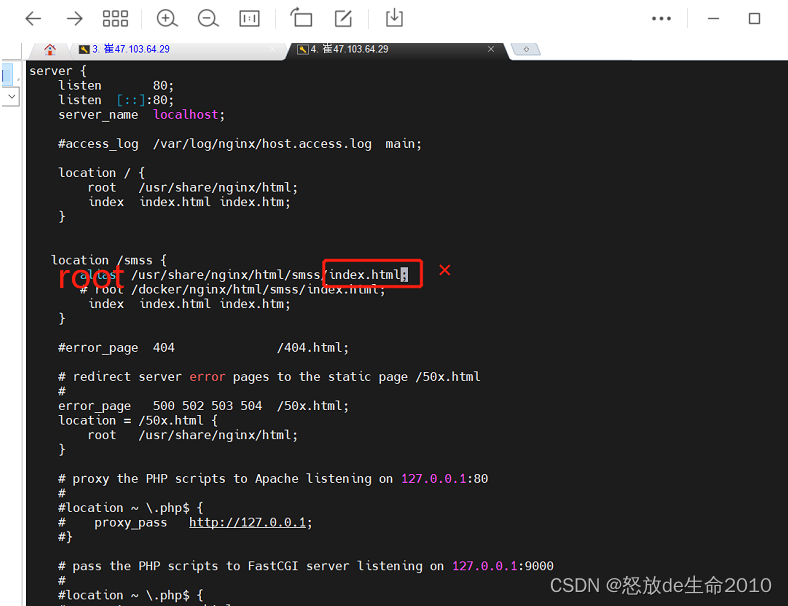 3. 崔47.103.64.29
4. 崔47.103.64.29
server {
listen 80;
listen [::]:80;
server_name localhost;
#access_log /var/log/nginx/host.access.log main;
location / {
root /usr/share/nginx/html;
index index.html index.htm;
}
location /smss {
root
alias /usr/share/nginx/html/smss/index.html;
×
# root /docker/nginx/html/smss/index.html;
index index.html index.htm;
}
#error_page 404 /404.html;
# redirect server error pages to the static page /50x.html
#
error_page 500 502 503 504 /50x.html;
location = /50x.html {
root /usr/share/nginx/html;
}
# proxy the PHP scripts to Apache listening on 127.0.0.1:80
#
#location ~ \.php$ {
# proxy_pass http://127.0.0.1;
#}
# pass the PHP scripts to FastCGI server listening on 127.0.0.1:9000
#
#location ~ \.php$ {
CSDN @怒放de生命2010